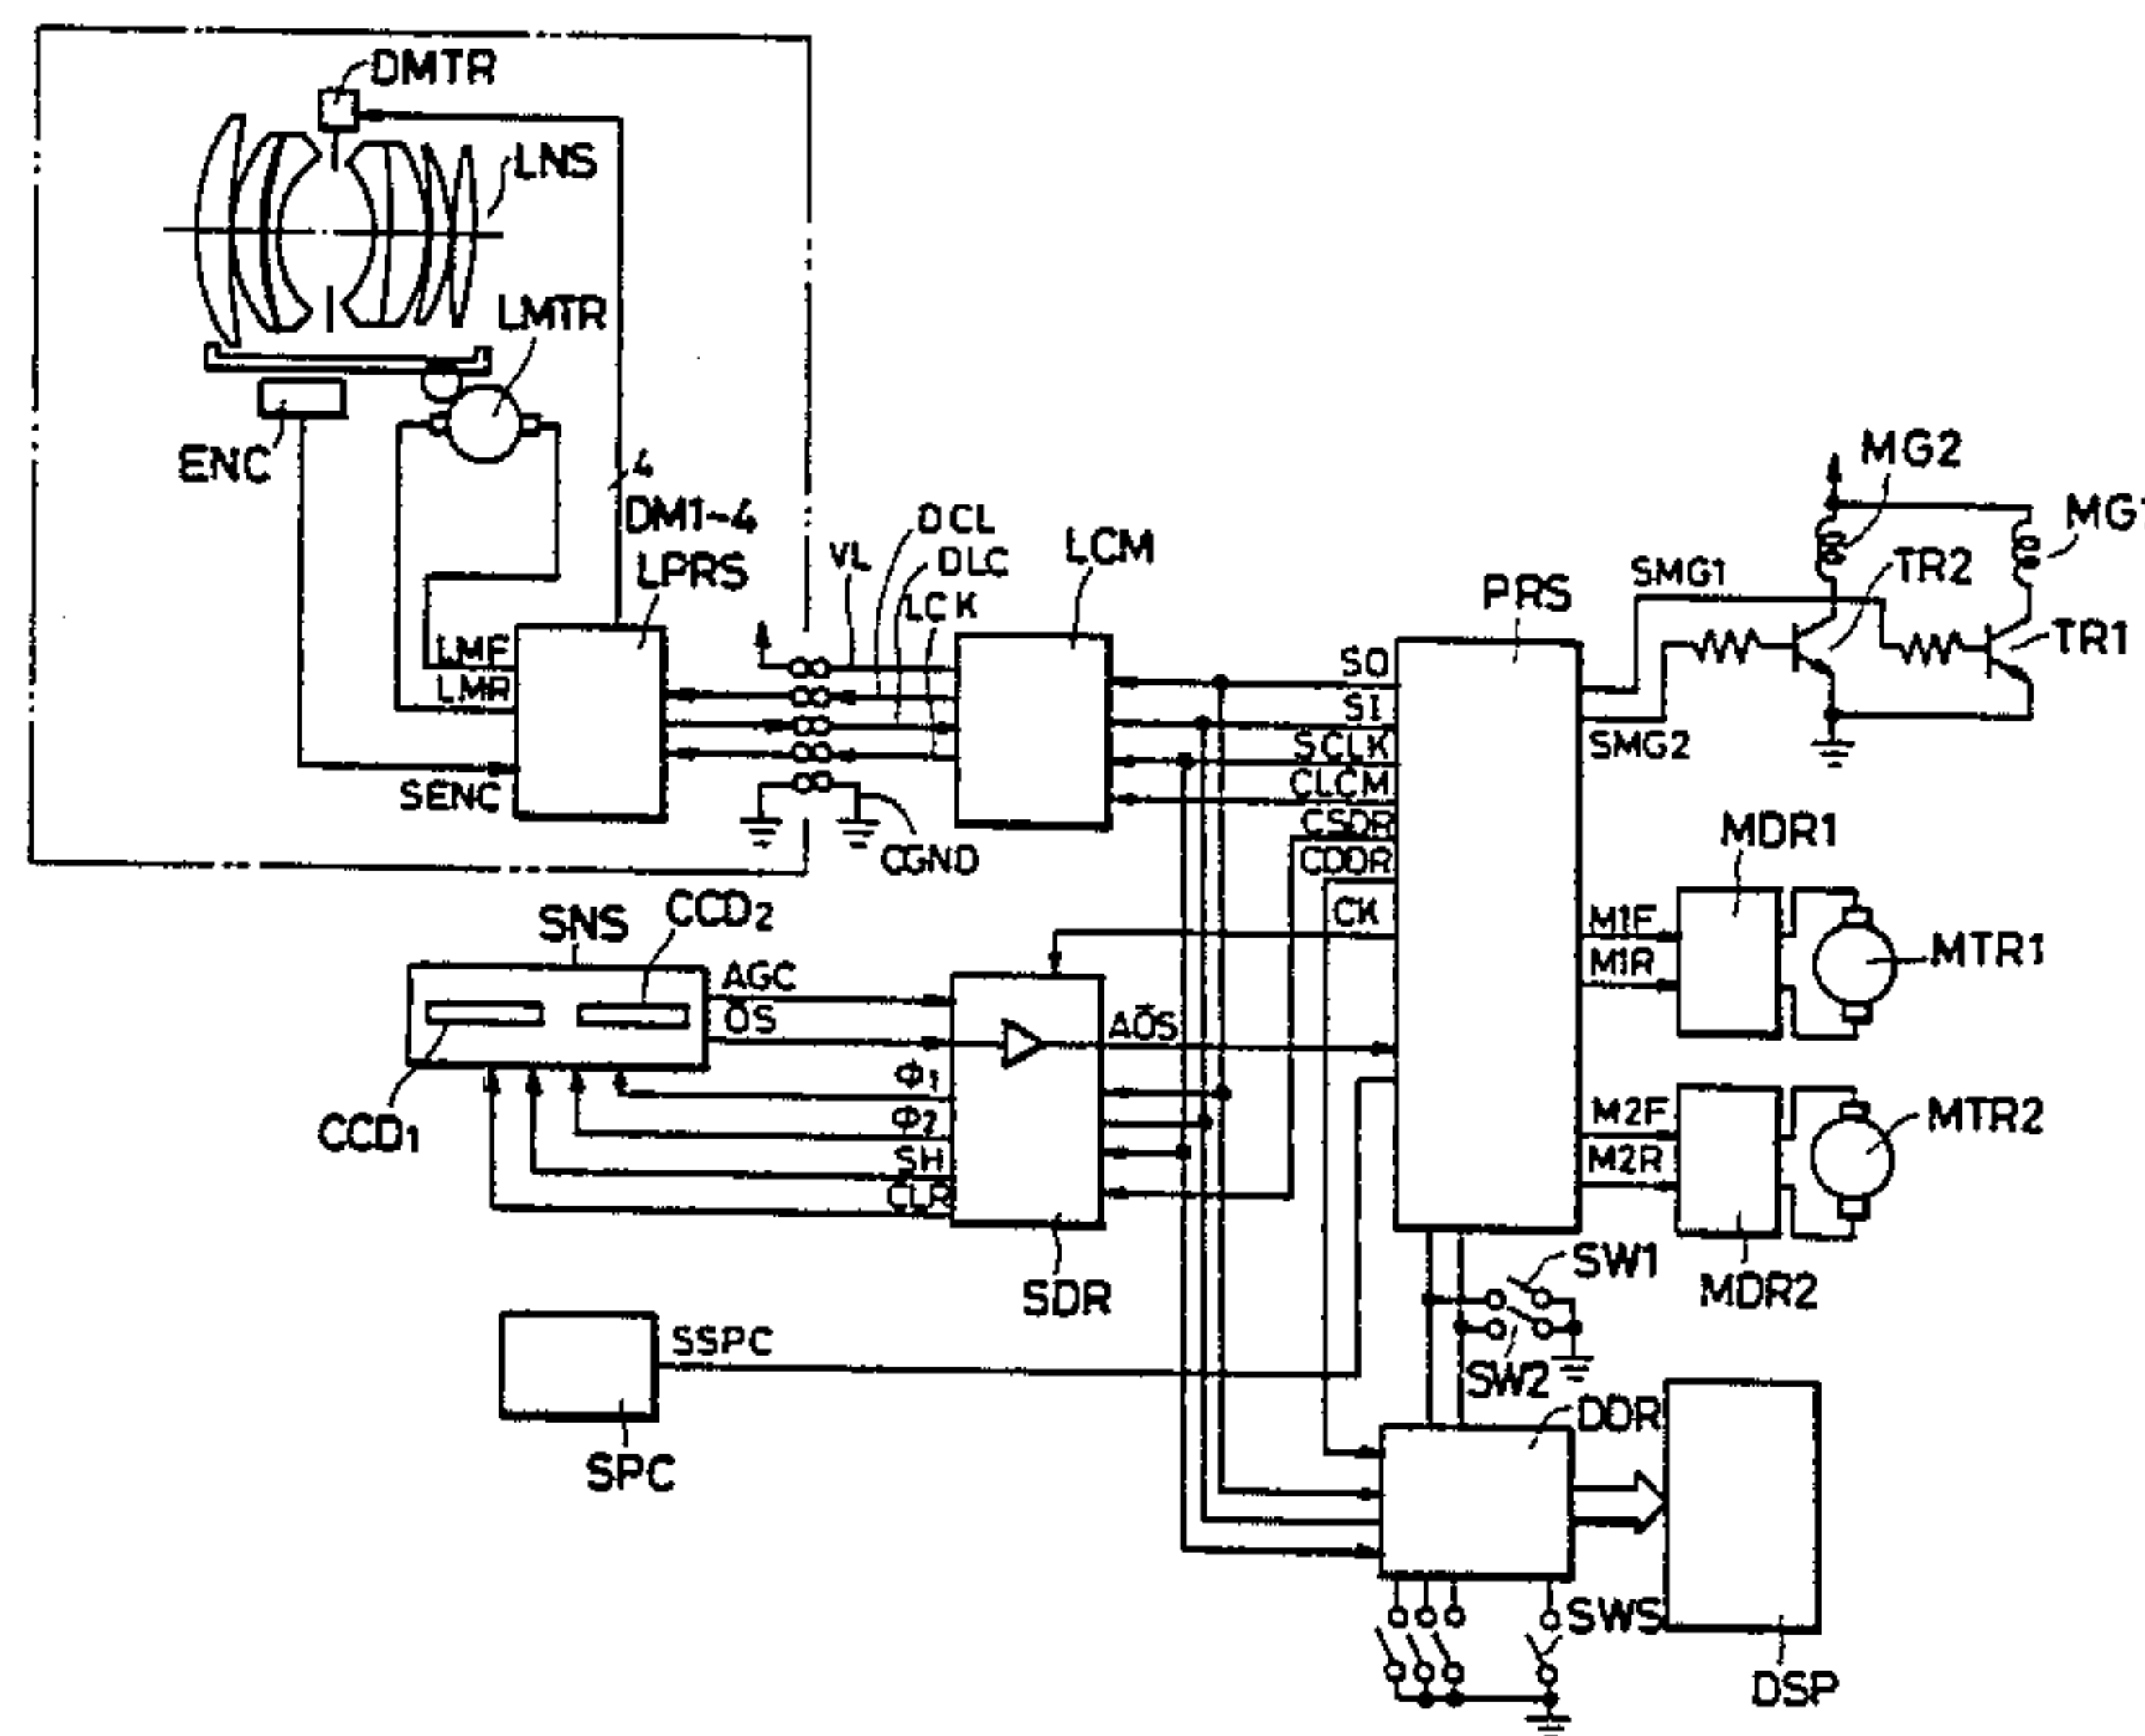 DMTR
LNS
LMTR
ENC
4
DM1~4
LPRS
LMF
LMR
SENC
VL
DCL
DLC
LCK
LCM
CGND
PRS
SO
SI
SCLK
CLCM
CSDR
CDDR
CK
MG2
TR2
SMG1
TR1
SMG2
MDR1
M1F
M1R
MTR1
M2F
M2R
MTR2
MDR2
SNS
CCD2
AGC
OS
AOS
CCD1
Φ1
Φ2
SH
CLR
SDR
SSPC
SPC
SW1
SW2
DDR
SWS
DSP